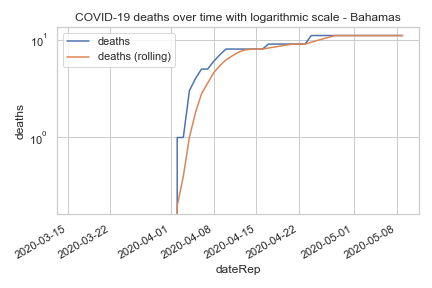 COVID-19 deaths over time with logarithmic scale - Bahamas
deaths
deaths (rolling)
10¹
10⁰
deaths
2020-03-15
2020-03-22
2020-04-01
2020-04-08
2020-04-15
2020-04-22
2020-05-01
2020-05-08
dateRep